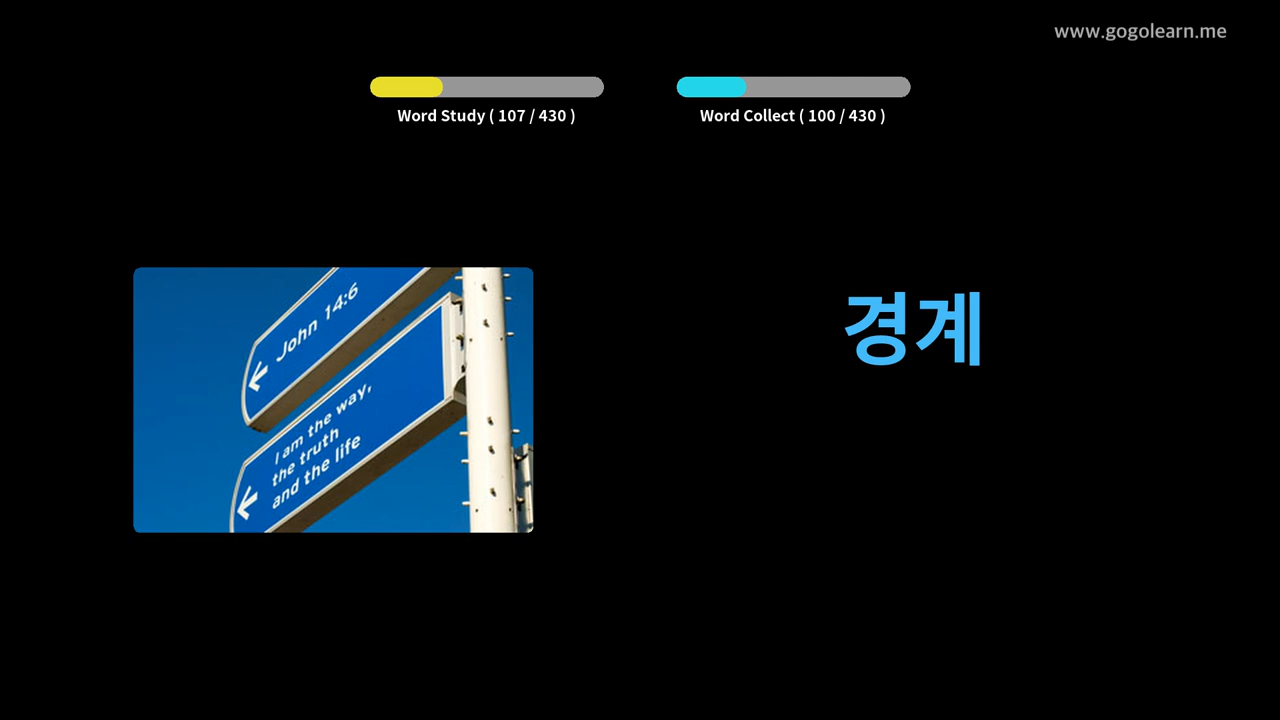 www.gogolearn.me
Word Study ( 107 / 430 )
Word Collect ( 100 / 430 )
John 14:6
I am the way,
the truth
and the life
경계